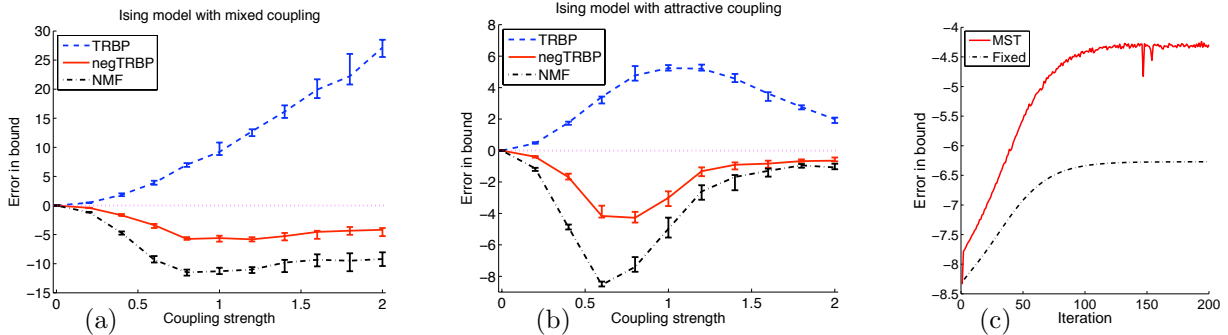 Ising model with mixed coupling
30
25
20
15
10
5
0
−5
−10
−15
Error in bound
TRBP
negTRBP
NMF
0
0.5
1
1.5
2
Coupling strength
(a)
Ising model with attractive coupling
8
6
4
2
0
−2
−4
−6
−8
Error in bound
TRBP
negTRBP
NMF
0
0.5
1
1.5
2
Coupling strength
(b)
−4
−4.5
−5
−5.5
−6
−6.5
−7
−7.5
−8
−8.5
Error in bound
MST
Fixed
0
50
100
150
200
Iteration
(c)